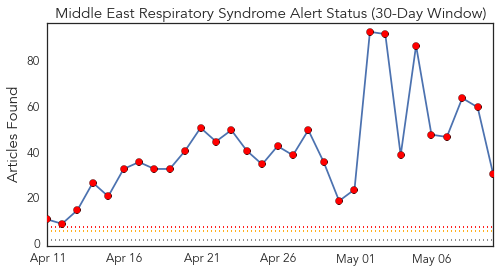 Middle East Respiratory Syndrome Alert Status (30-Day Window)
Articles Found
80
60
40
20
0
Apr 11 Apr 16 Apr 21 Apr 26 May 01 May 06